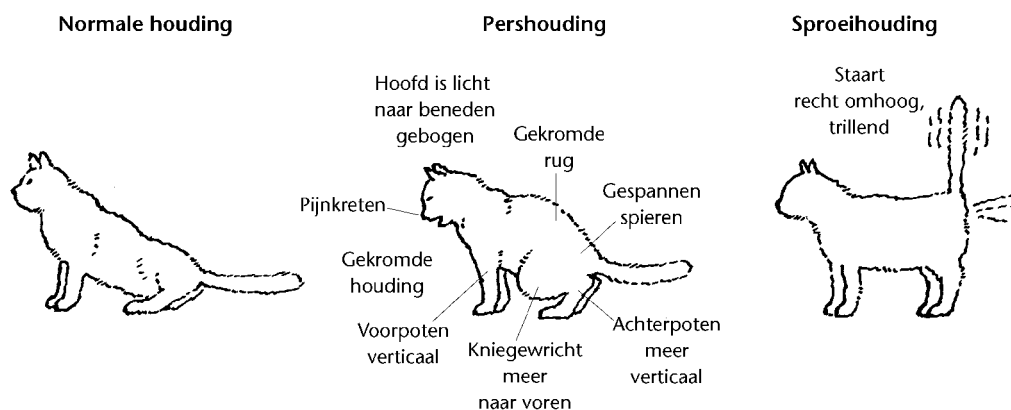 Normale houding
Pershouding
Sproeihouding
Hoofd is licht
naar beneden
gebogen
Gekromde
rug
Gespannen
spieren
Pijnkreten
Gekromde
houding
Voorpoten
verticaal
Kniegewricht
meer
naar voren
Achterpoten
meer
verticaal
Staart
recht omhoog,
trillend